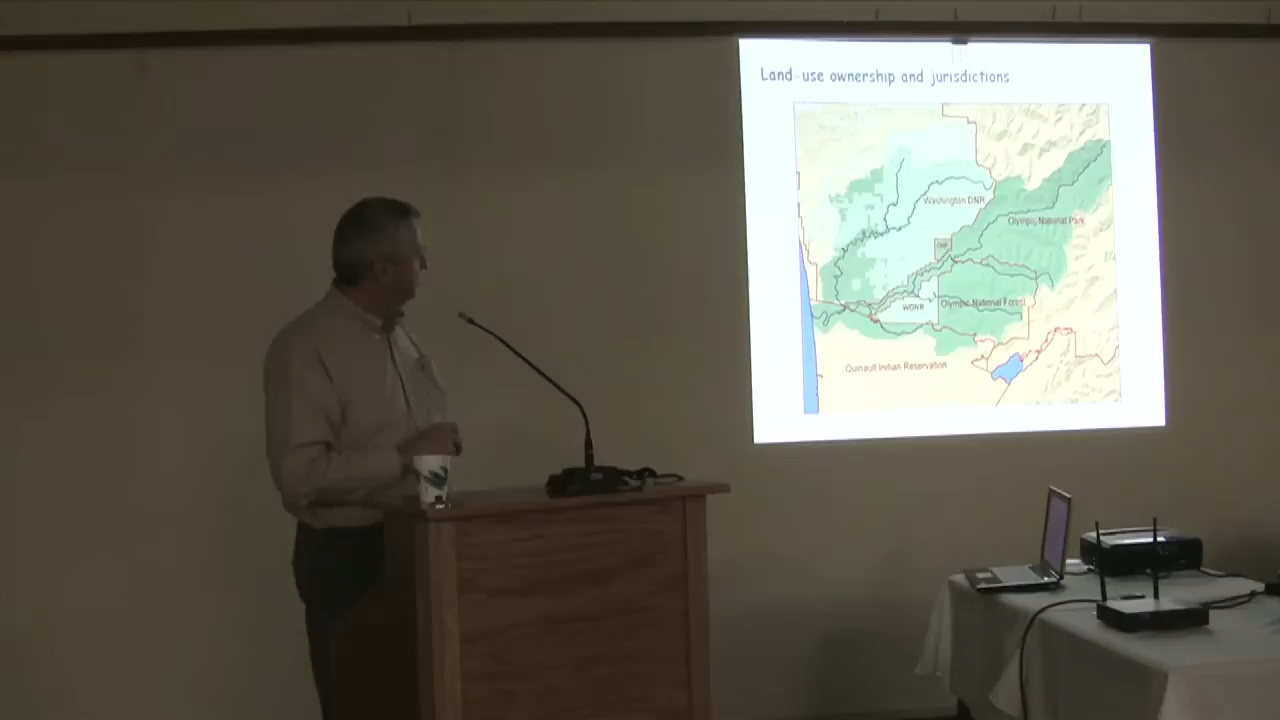 Land-use ownership and jurisdictions
Washington DNR
Olympic National Park
WDNR
Olympic National Forest
Quinault Indian Reservation